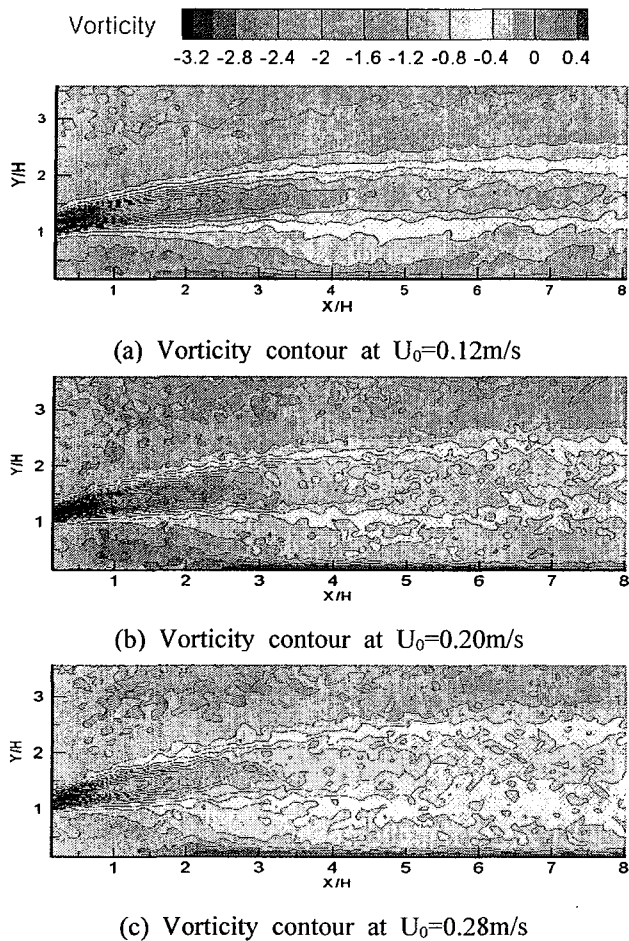 Vorticity
-3.2 -2.8 -2.4 -2 -1.6 -1.2 -0.8 -0.4 0 0.4
Y/H
3
2
1
1 2 3 4 5 6 7 8
X/H
(a) Vorticity contour at U₀=0.12m/s
Y/H
3
2
1
1 2 3 4 5 6 7 8
X/H
(b) Vorticity contour at U₀=0.20m/s
Y/H
3
2
1
1 2 3 4 5 6 7 8
X/H
(c) Vorticity contour at U₀=0.28m/s